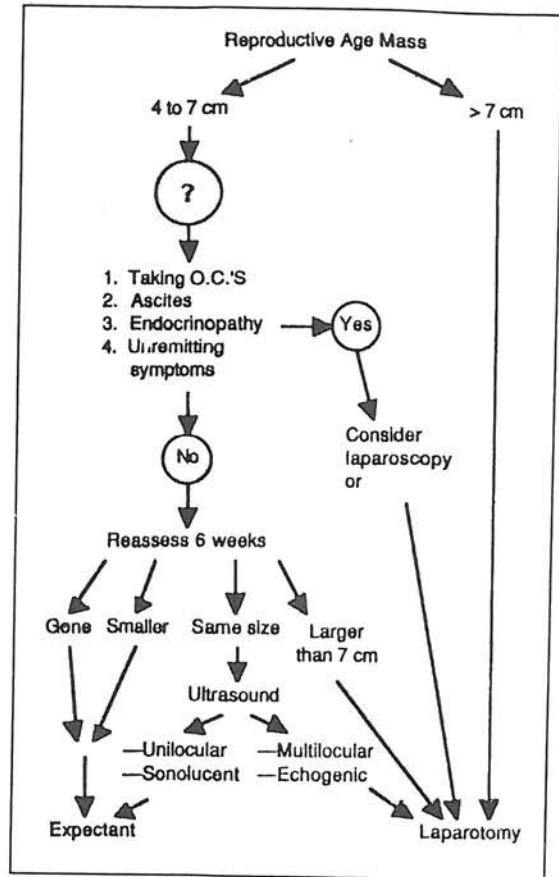 Reproductive Age Mass
4 to 7 cm
> 7 cm
?
1. Taking O.C.'S
2. Ascites
3. Endocrinopathy
4. Unremitting
symptoms
Yes
No
Consider
laparoscopy
or
Reassess 6 weeks
Gone
Smaller
Same size
Larger
than 7 cm
Ultrasound
—Unilocular
—Sonolucent
—Multilocular
—Echogenic
Expectant
Laparotomy